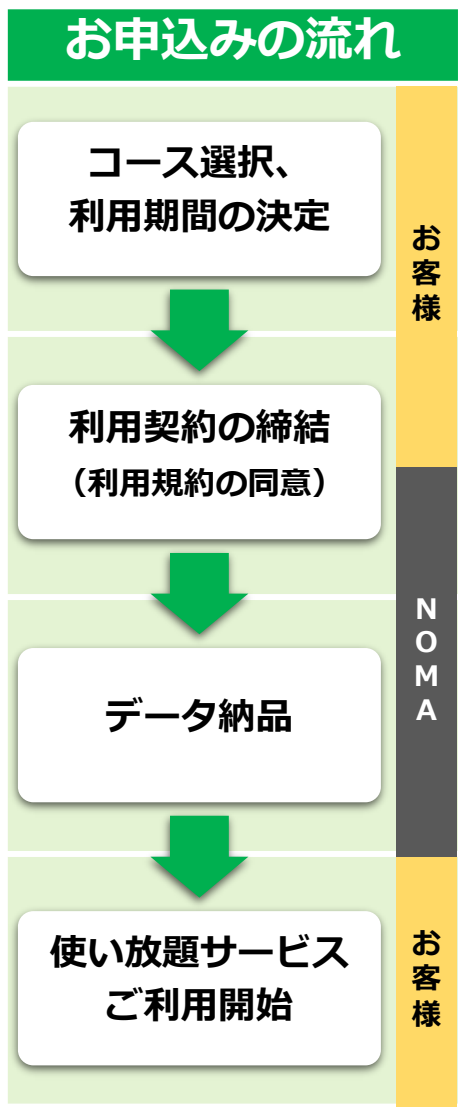 お申込みの流れ
コース選択、
利用期間の決定
お客様
利用契約の締結
（利用規約の同意）
NOMA
データ納品
使い放題サービス
ご利用開始
お客様